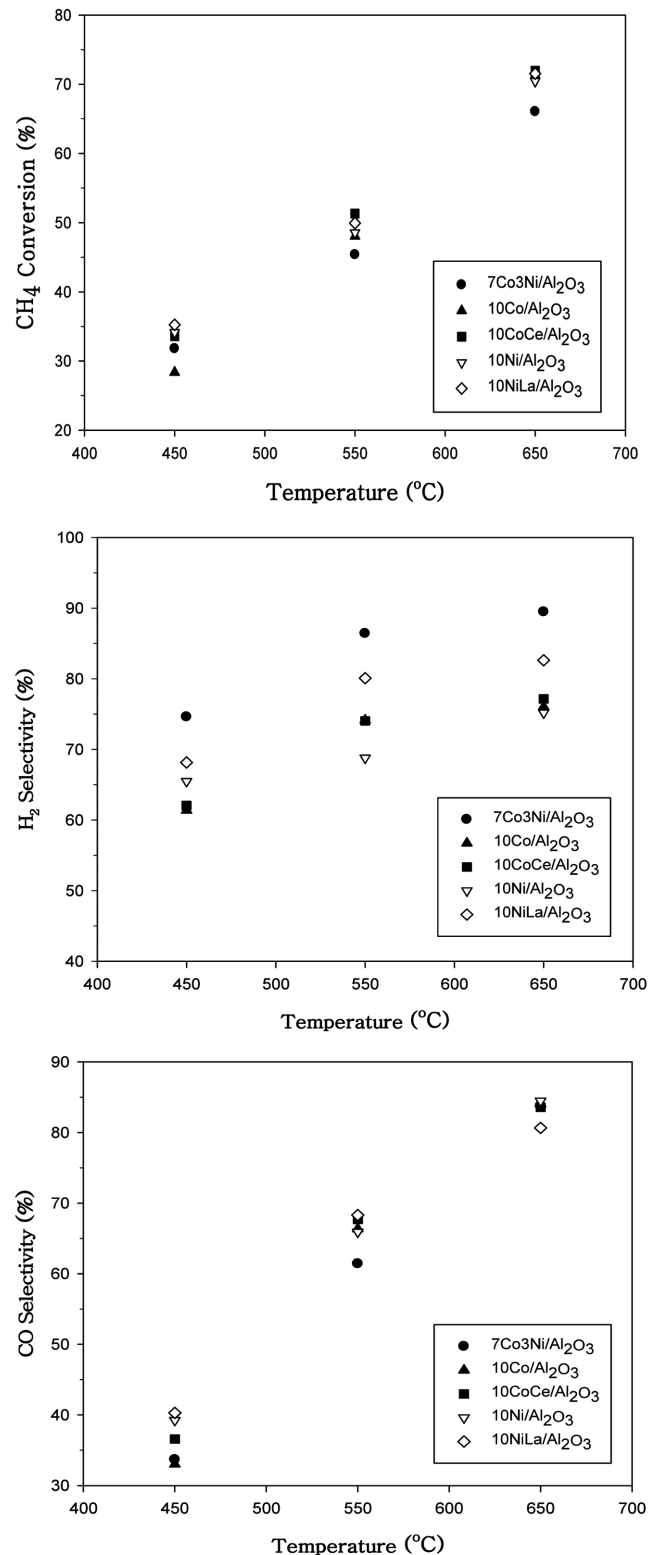 80
70
60
50
40
30
20
CH₄ Conversion (%)
7Co3Ni/Al₂O₃
10Co/Al₂O₃
10CoCe/Al₂O₃
10Ni/Al₂O₃
10NiLa/Al₂O₃
400 450 500 550 600 650 700
Temperature (°C)
100
90
80
70
60
50
40
H₂ Selectivity (%)
7Co3Ni/Al₂O₃
10Co/Al₂O₃
10CoCe/Al₂O₃
10Ni/Al₂O₃
10NiLa/Al₂O₃
400 450 500 550 600 650 700
Temperature (°C)
90
80
70
60
50
40
30
CO Selectivity (%)
7Co3Ni/Al₂O₃
10Co/Al₂O₃
10CoCe/Al₂O₃
10Ni/Al₂O₃
10NiLa/Al₂O₃
400 450 500 550 600 650 700
Temperature (°C)